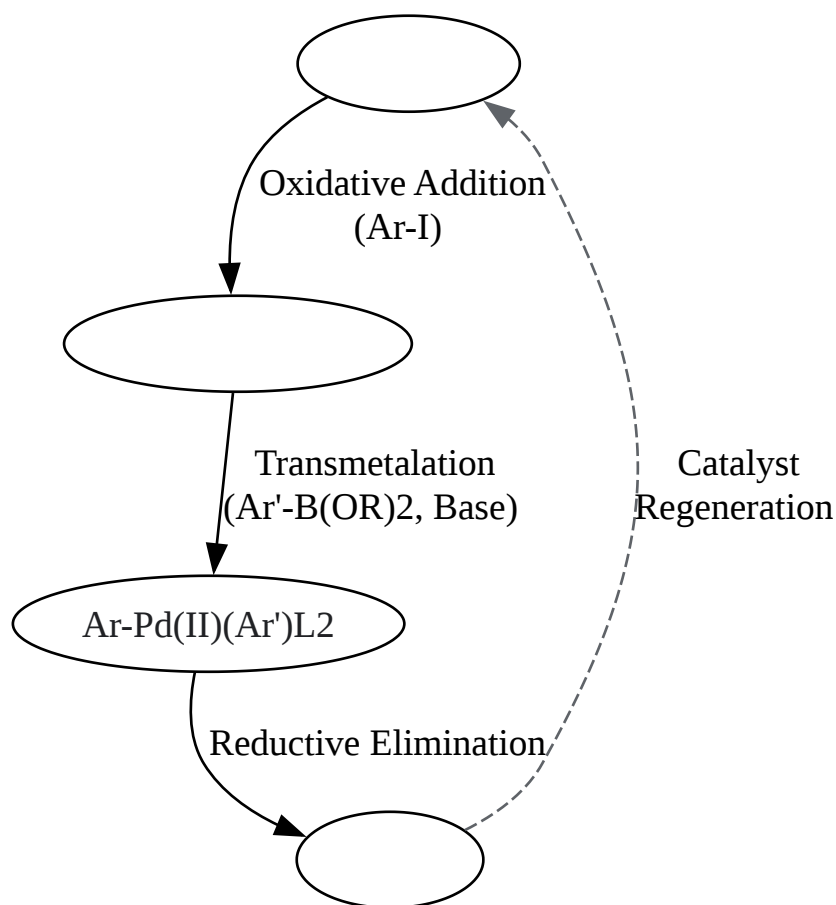 Oxidative Addition
(Ar-I)
Transmetalation
(Ar'-B(OR)2, Base)
Catalyst
Regeneration
Ar-Pd(II)(Ar')L2
Reductive Elimination